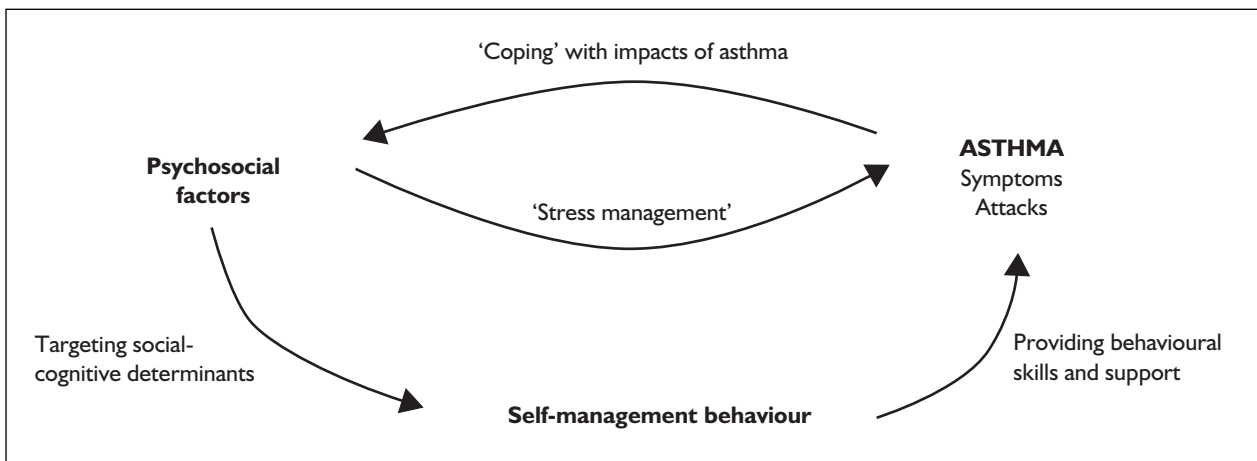 ‘Coping’ with impacts of asthma
Psychosocial
factors
ASTHMA
Symptoms
Attacks
‘Stress management’
Targeting social-
cognitive determinants
Providing behavioural
skills and support
Self-management behaviour